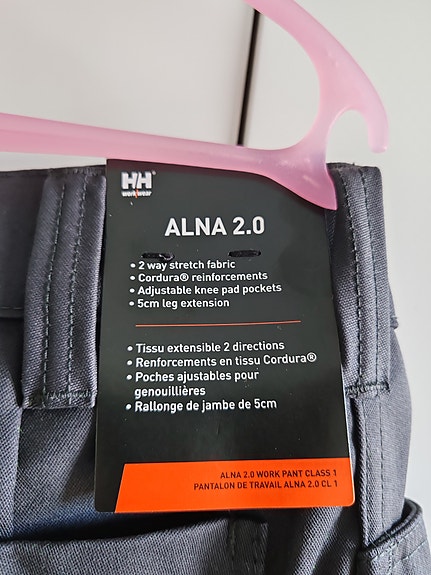 HH
workwear
ALNA 2.0
• 2 way stretch fabric
• Cordura® reinforcements
• Adjustable knee pad pockets
• 5cm leg extension
• Tissu extensible 2 directions
• Renforcements en tissu Cordura®
• Poches ajustables pour
genouillières
• Rallonge de jambe de 5cm
ALNA 2.0 WORK PANT CLASS 1
PANTALON DE TRAVAIL ALNA 2.0 CL 1